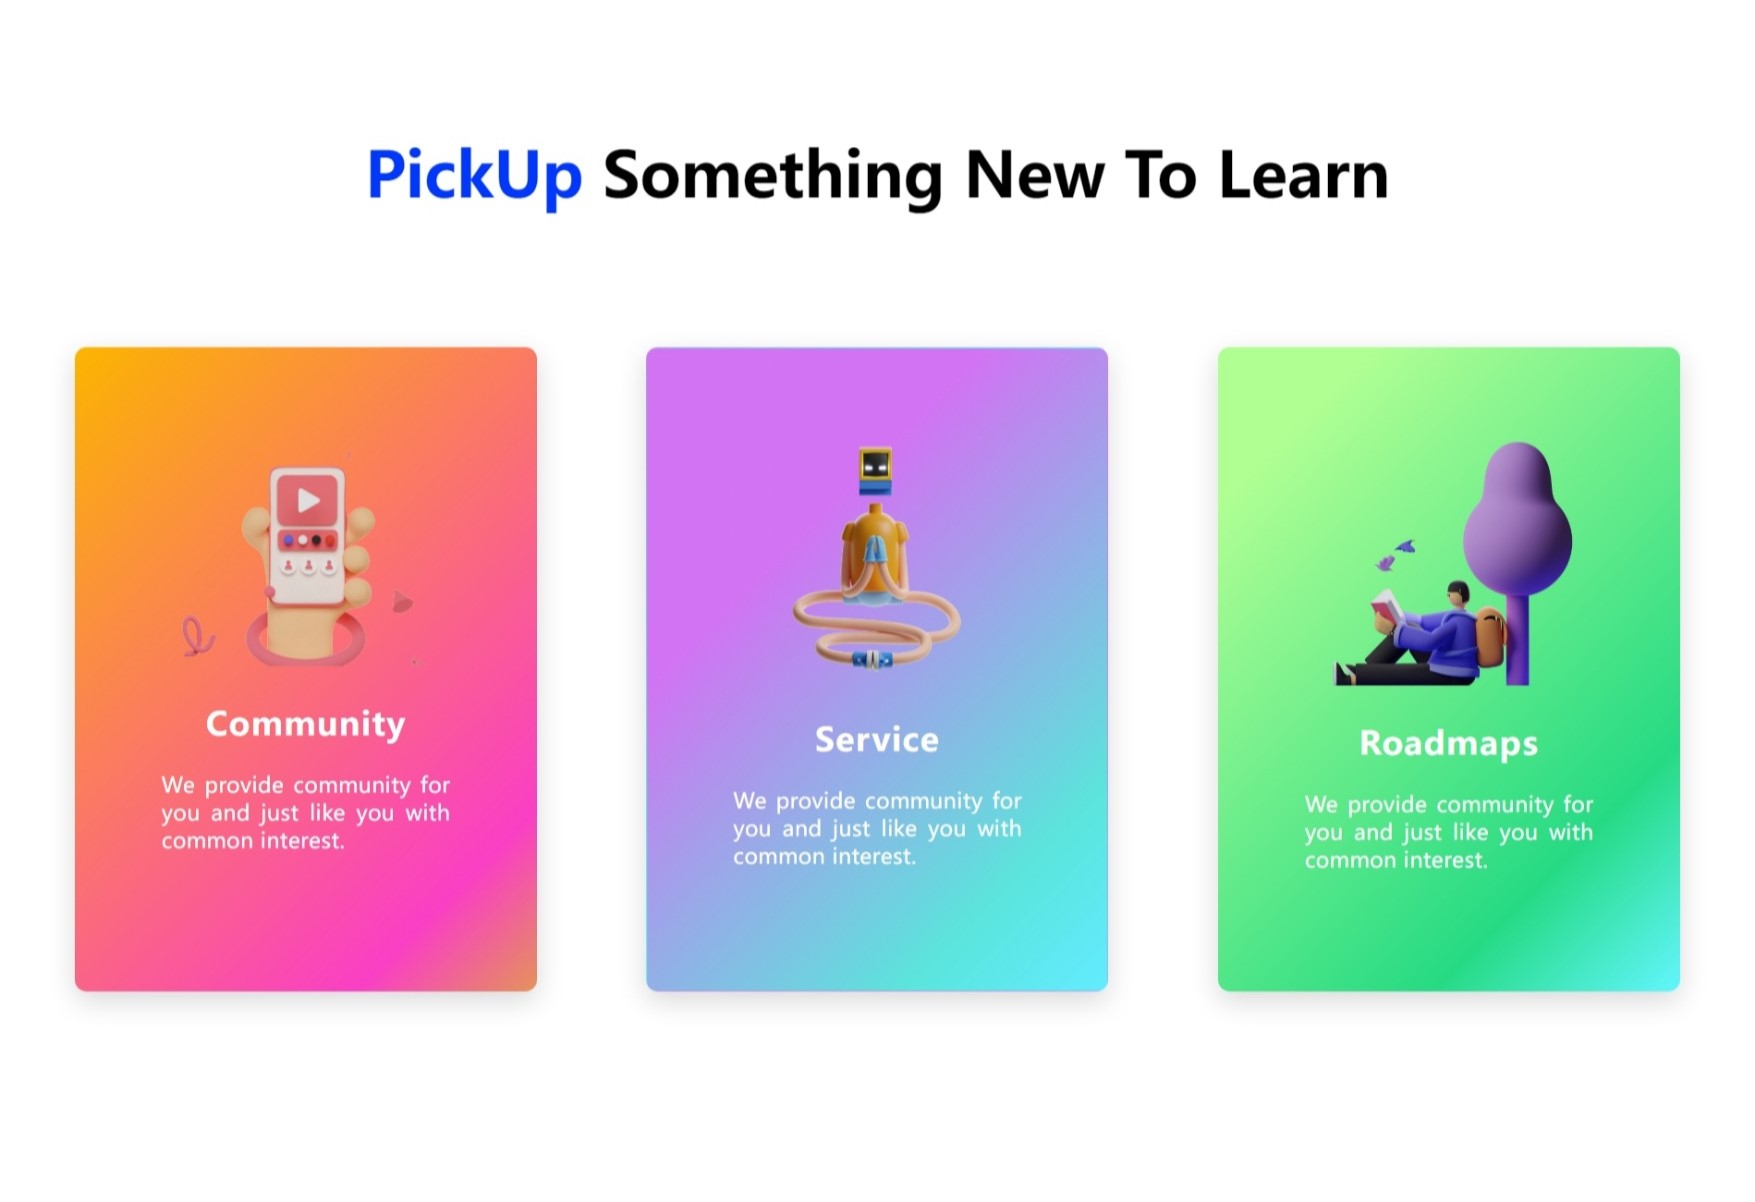 PickUp Something New To Learn
Community
We provide community for
you and just like you with
common interest.
Service
We provide community for
you and just like you with
common interest.
Roadmaps
We provide community for
you and just like you with
common interest.